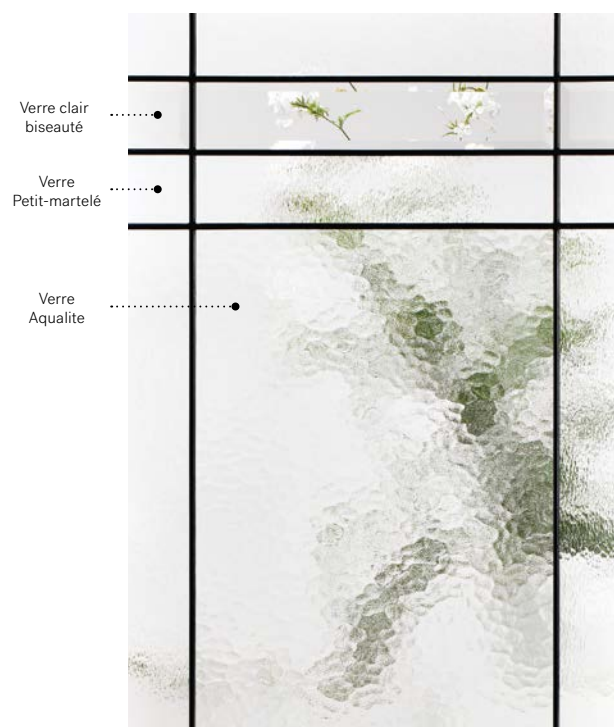 Verre clair
biseauté
Verre
Petit-martelé
Verre
Aqualite